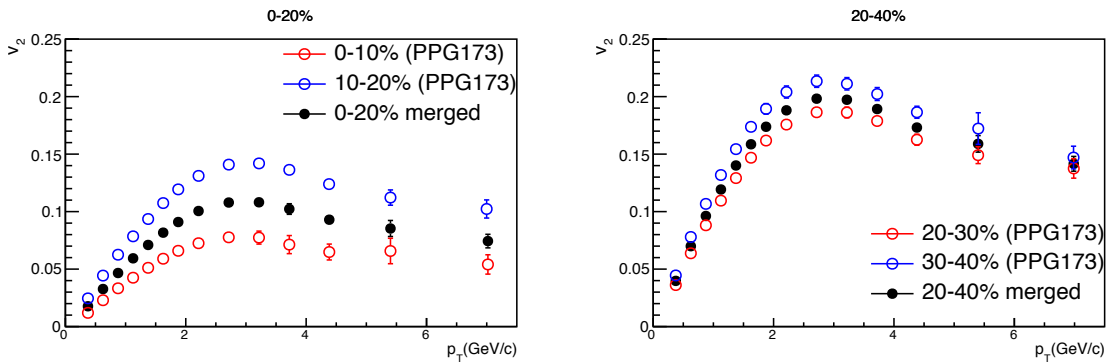 0-20%
v2
0.25
0.2
0.15
0.1
0.05
0
0 2 4 6
pT(GeV/c)
0-10% (PPG173)
10-20% (PPG173)
0-20% merged
20-40%
v2
0.25
0.2
0.15
0.1
0.05
0
0 2 4 6
pT(GeV/c)
20-30% (PPG173)
30-40% (PPG173)
20-40% merged